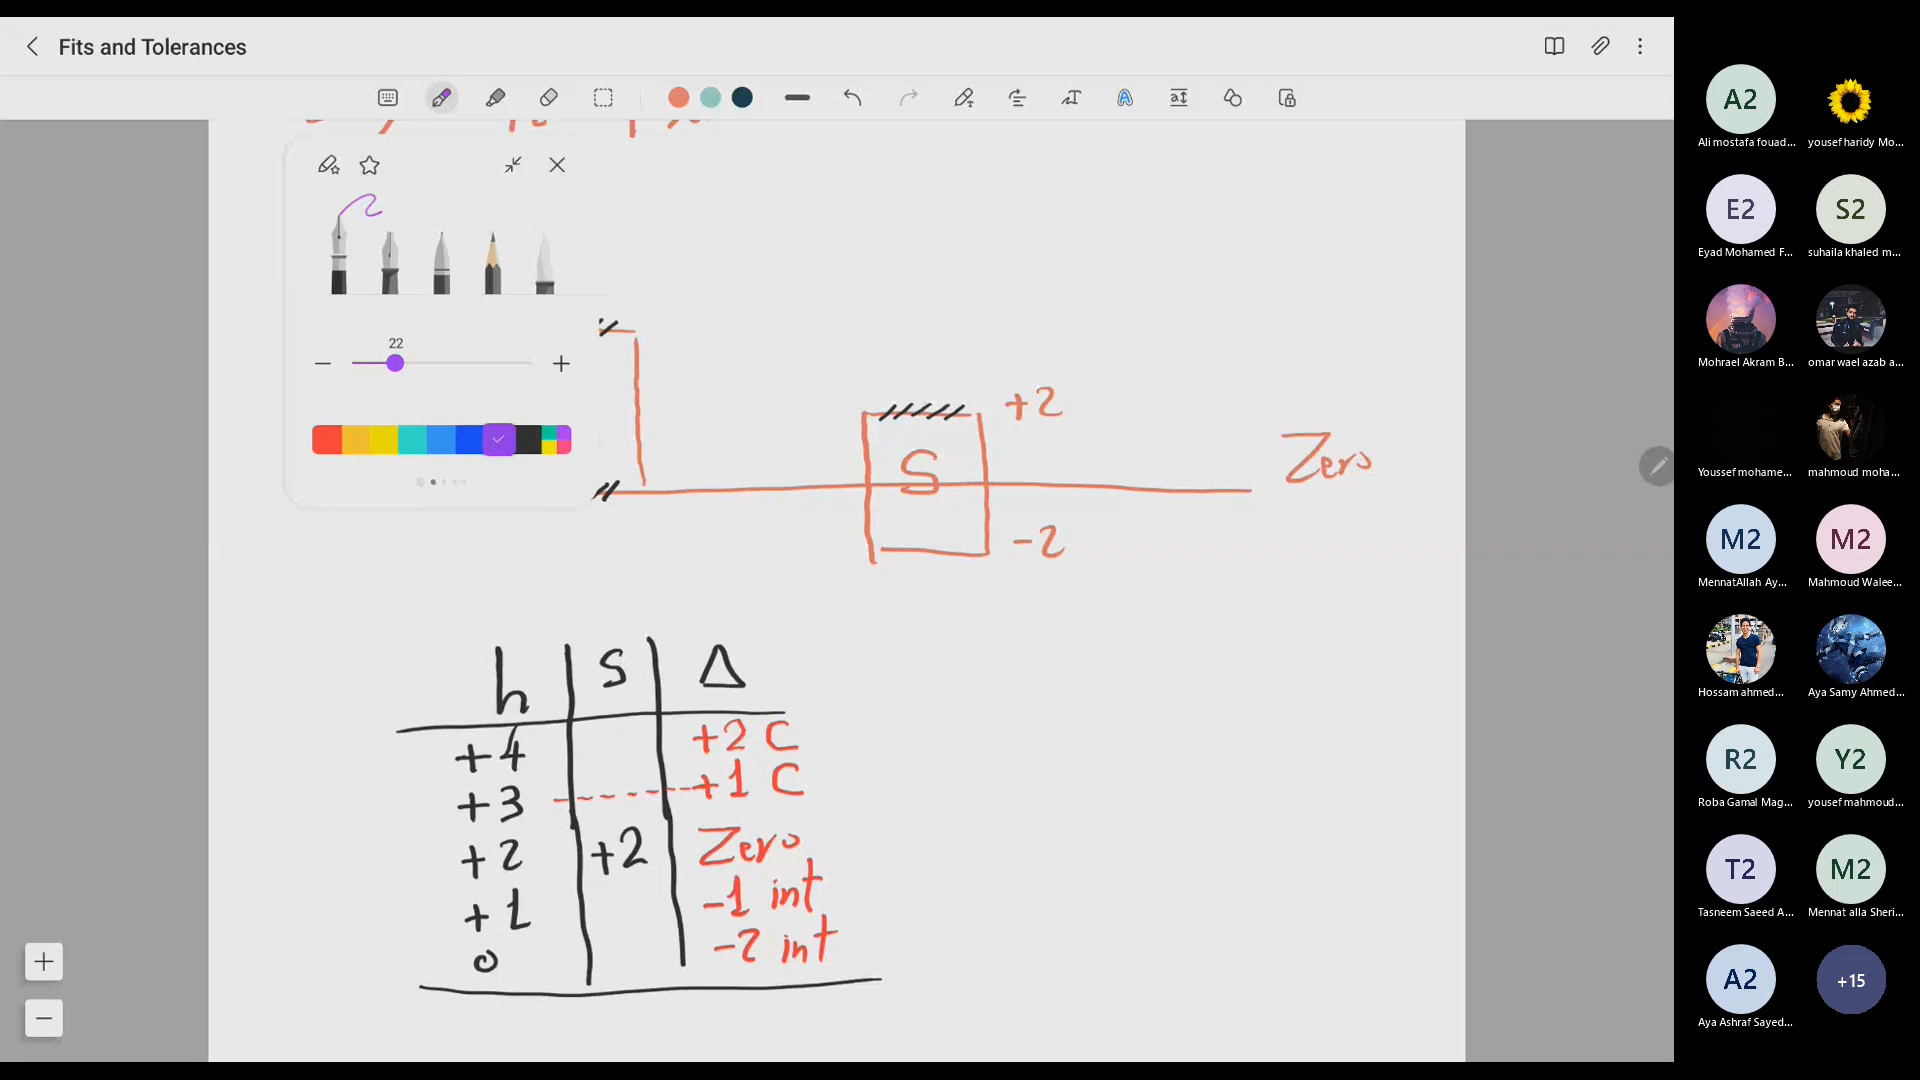 Fits and Tolerances
22
+2
S
Zero
-2
h S Δ
+4 +2 C
+3 +1 C
+2 +2 Zero
+1 -1 int
0 -2 int
A2
Ali mostafa fouad... yousef haridy Mo...
E2 S2
Eyad Mohamed F... suhaila khaled m...
Mohrael Akram B... omar wael azab a...
Youssef mohame... mahmoud moha...
M2 M2
MennatAllah Ay... Mahmoud Walee...
Hossam ahmed... Aya Samy Ahmed...
R2 Y2
Roba Gamal Mag... yousef mahmoud...
T2 M2
Tasneem Saeed A... Mennat alla Sheri...
A2 +15
Aya Ashraf Sayed...